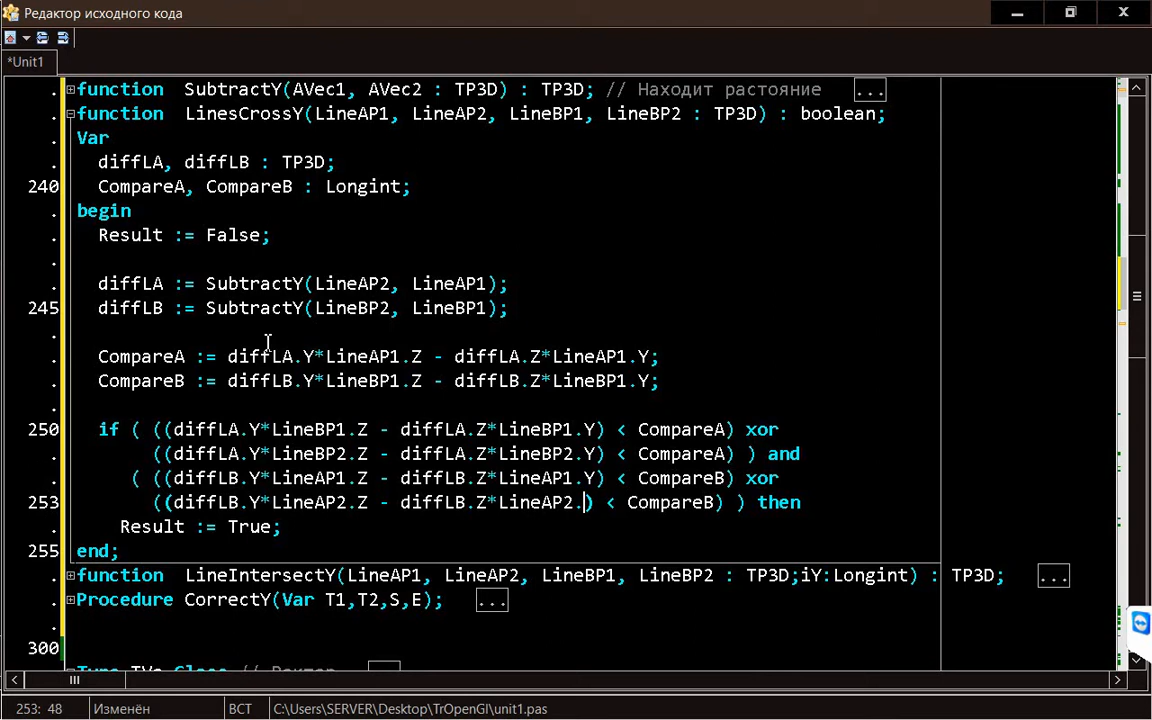 Редактор исходного кода
*Unit1
. function SubtractY(AVec1, AVec2 : TP3D) : TP3D; // Находит растояние ...
. function LinesCrossY(LineAP1, LineAP2, LineBP1, LineBP2 : TP3D) : boolean;
. Var
. diffLA, diffLB : TP3D;
240 CompareA, CompareB : Longint;
. begin
. Result := False;
.
. diffLA := SubtractY(LineAP2, LineAP1);
245 diffLB := SubtractY(LineBP2, LineBP1);
.
. CompareA := diffLA.Y*LineAP1.Z - diffLA.Z*LineAP1.Y;
. CompareB := diffLB.Y*LineBP1.Z - diffLB.Z*LineBP1.Y;
.
250 if ( ((diffLA.Y*LineBP1.Z - diffLA.Z*LineBP1.Y) < CompareA) xor
. ((diffLA.Y*LineBP2.Z - diffLA.Z*LineBP2.Y) < CompareA) ) and
. ( ((diffLB.Y*LineAP1.Z - diffLB.Z*LineAP1.Y) < CompareB) xor
253 ((diffLB.Y*LineAP2.Z - diffLB.Z*LineAP2.) < CompareB) ) then
. Result := True;
255 end;
. function LineIntersectY(LineAP1, LineAP2, LineBP1, LineBP2 : TP3D;iY:Longint) : TP3D; ...
. Procedure CorrectY(Var T1,T2,S,E); ...
.
300
253: 48 Изменён ВСТ C:\Users\SERVER\Desktop\TrOpenGl\unit1.pas